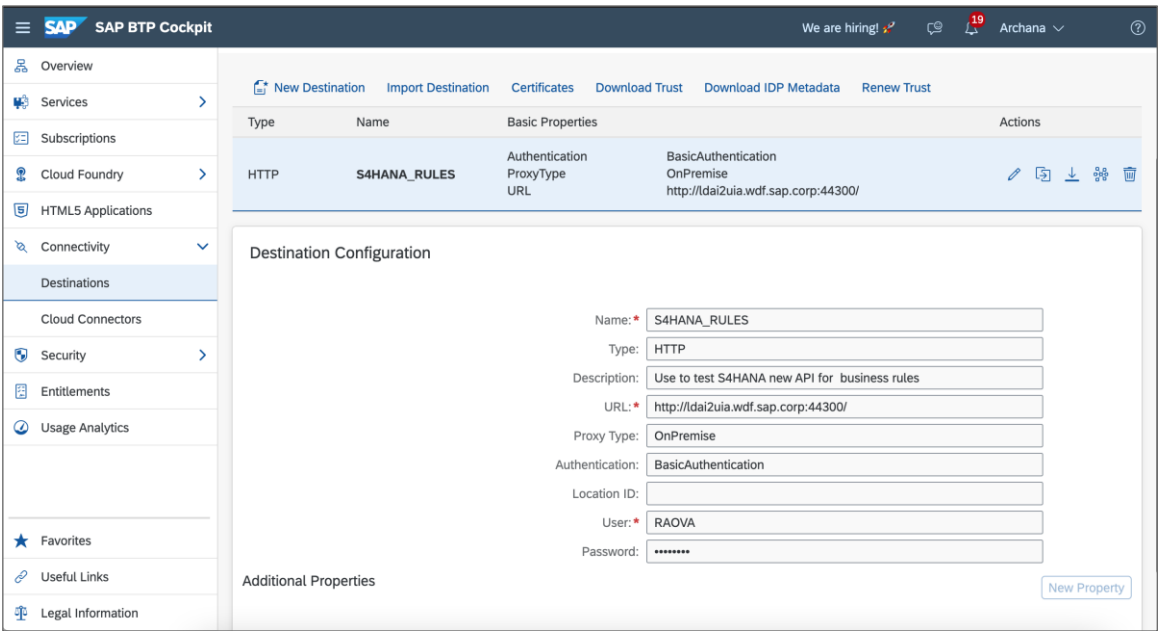 SAP SAP BTP Cockpit
We are hiring!
19
Archana
Overview
Services
Subscriptions
Cloud Foundry
HTML5 Applications
Connectivity
Destinations
Cloud Connectors
Security
Entitlements
Usage Analytics
Favorites
Useful Links
Legal Information
New Destination Import Destination Certificates Download Trust Download IDP Metadata Renew Trust
Type Name Basic Properties Actions
HTTP S4HANA_RULES
Authentication BasicAuthentication
ProxyType OnPremise
URL http://ldai2uia.wdf.sap.corp:44300/
Destination Configuration
Name:* S4HANA_RULES
Type: HTTP
Description: Use to test S4HANA new API for  business rules
URL:* http://ldai2uia.wdf.sap.corp:44300/
Proxy Type: OnPremise
Authentication: BasicAuthentication
Location ID:
User:* RAOVA
Password: ••••••••
Additional Properties
New Property